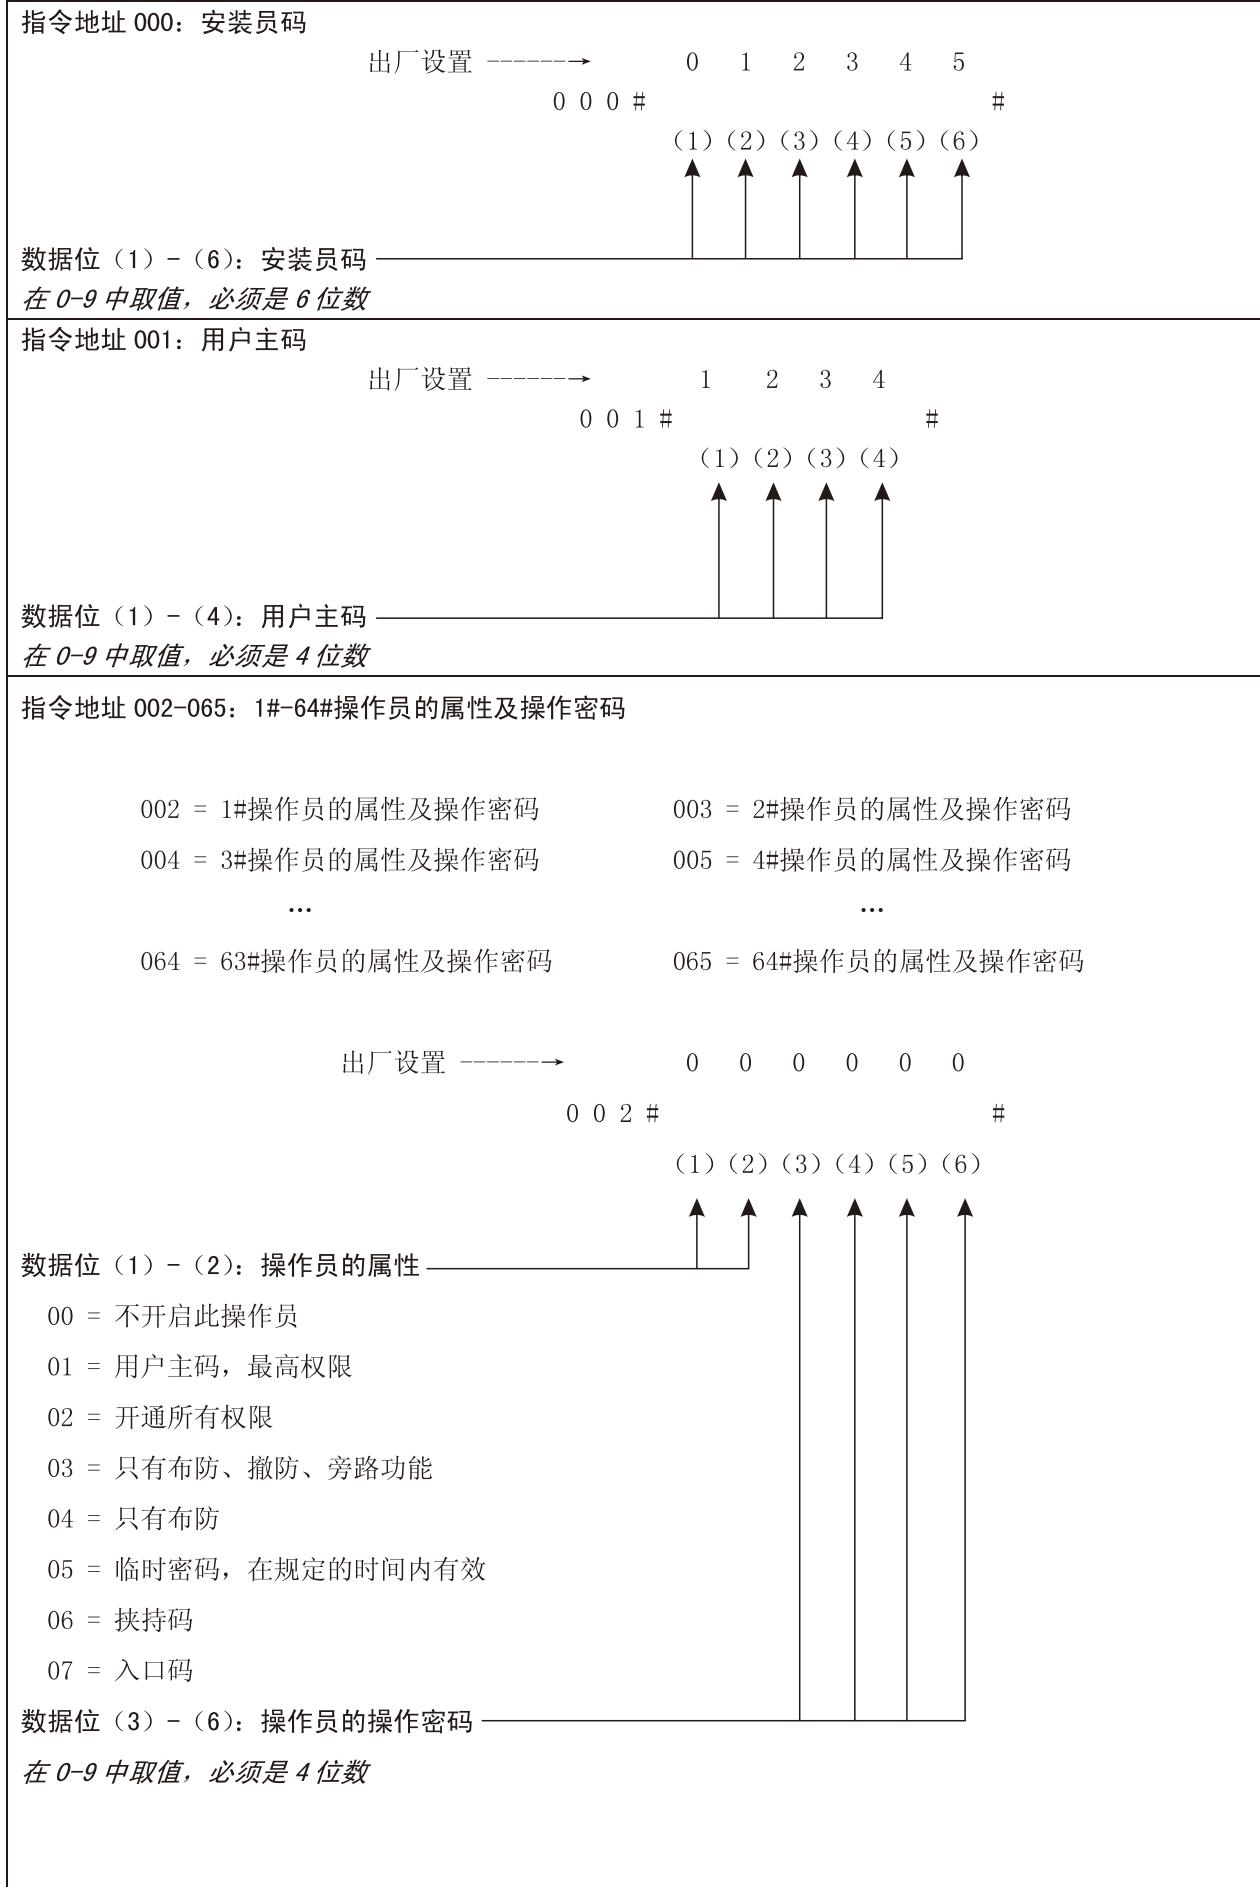 指令地址 000：安装员码
出厂设置 ------→ 0 1 2 3 4 5
0 0 0 # #
（1）（2）（3）（4）（5）（6）
数据位（1）-（6）：安装员码
在 0-9 中取值，必须是 6 位数
指令地址 001：用户主码
出厂设置 ------→ 1 2 3 4
0 0 1 # #
（1）（2）（3）（4）
数据位（1）-（4）：用户主码
在 0-9 中取值，必须是 4 位数
指令地址 002-065：1#-64#操作员的属性及操作密码
002 = 1#操作员的属性及操作密码 003 = 2#操作员的属性及操作密码
004 = 3#操作员的属性及操作密码 005 = 4#操作员的属性及操作密码
… …
064 = 63#操作员的属性及操作密码 065 = 64#操作员的属性及操作密码
出厂设置 ------→ 0 0 0 0 0 0
0 0 2 # #
（1）（2）（3）（4）（5）（6）
数据位（1）-（2）：操作员的属性
00 = 不开启此操作员
01 = 用户主码，最高权限
02 = 开通所有权限
03 = 只有布防、撤防、旁路功能
04 = 只有布防
05 = 临时密码，在规定的时间内有效
06 = 挟持码
07 = 入口码
数据位（3）-（6）：操作员的操作密码
在 0-9 中取值，必须是 4 位数